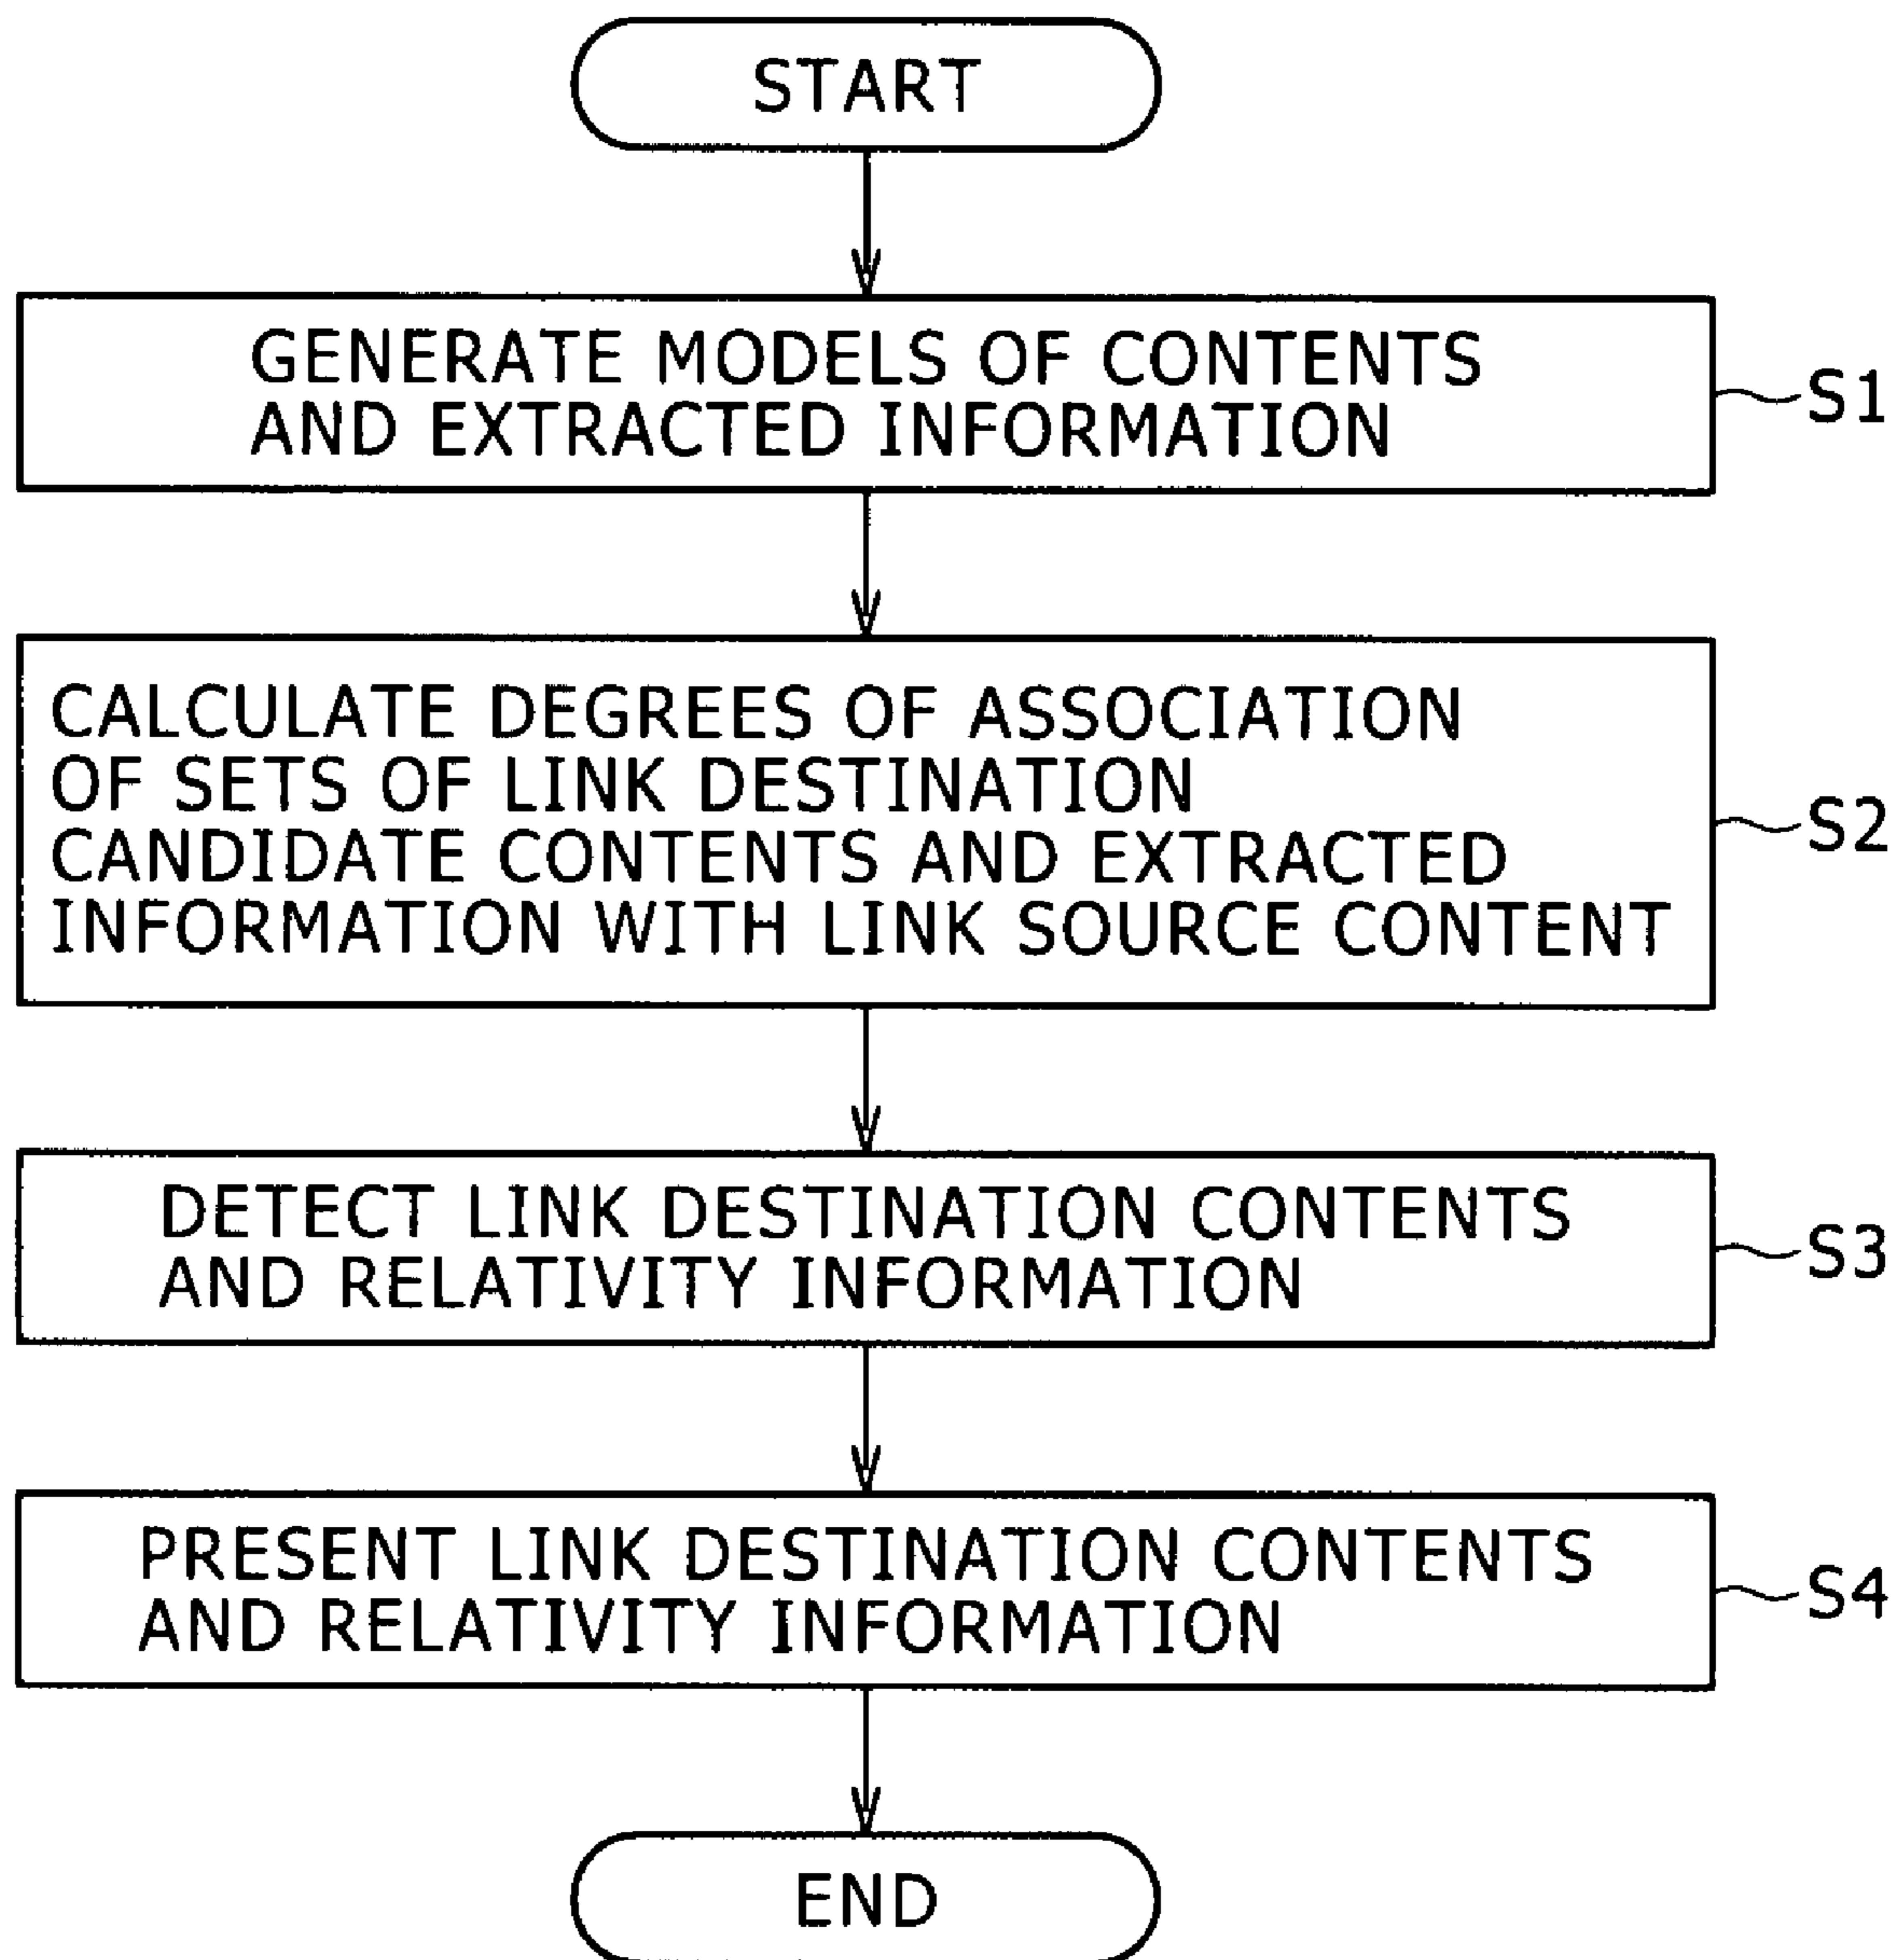 START
GENERATE MODELS OF CONTENTS
AND EXTRACTED INFORMATION
S1
CALCULATE DEGREES OF ASSOCIATION
OF SETS OF LINK DESTINATION
CANDIDATE CONTENTS AND EXTRACTED
INFORMATION WITH LINK SOURCE CONTENT
S2
DETECT LINK DESTINATION CONTENTS
AND RELATIVITY INFORMATION
S3
PRESENT LINK DESTINATION CONTENTS
AND RELATIVITY INFORMATION
S4
END